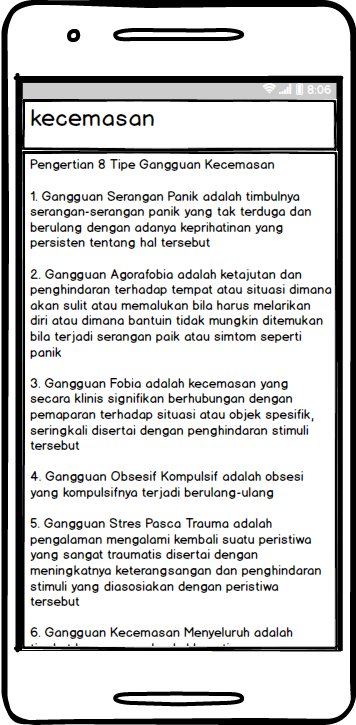 8:06
kecemasan
Pengertian 8 Tipe Gangguan Kecemasan
1. Gangguan Serangan Panik adalah timbulnya
serangan-serangan panik yang tak terduga dan
berulang dengan adanya keprihatinan yang
persisten tentang hal tersebut
2. Gangguan Agorafobia adalah ketajutan dan
penghindaran terhadap tempat atau situasi dimana
akan sulit atau memalukan bila harus melarikan
diri atau dimana bantuin tidak mungkin ditemukan
bila terjadi serangan paik atau simtom seperti
panik
3. Gangguan Fobia adalah kecemasan yang
secara klinis signifikan berhubungan dengan
pemaparan terhadap situasi atau objek spesifik,
seringkali disertai dengan penghindaran stimuli
tersebut
4. Gangguan Obsesif Kompulsif adalah obsesi
yang kompulsifnya terjadi berulang-ulang
5. Gangguan Stres Pasca Trauma adalah
pengalaman mengalami kembali suatu peristiwa
yang sangat traumatis disertai dengan
meningkatnya keterangsangan dan penghindaran
stimuli yang diasosiakan dengan peristiwa
tersebut
6. Gangguan Kecemasan Menyeluruh adalah